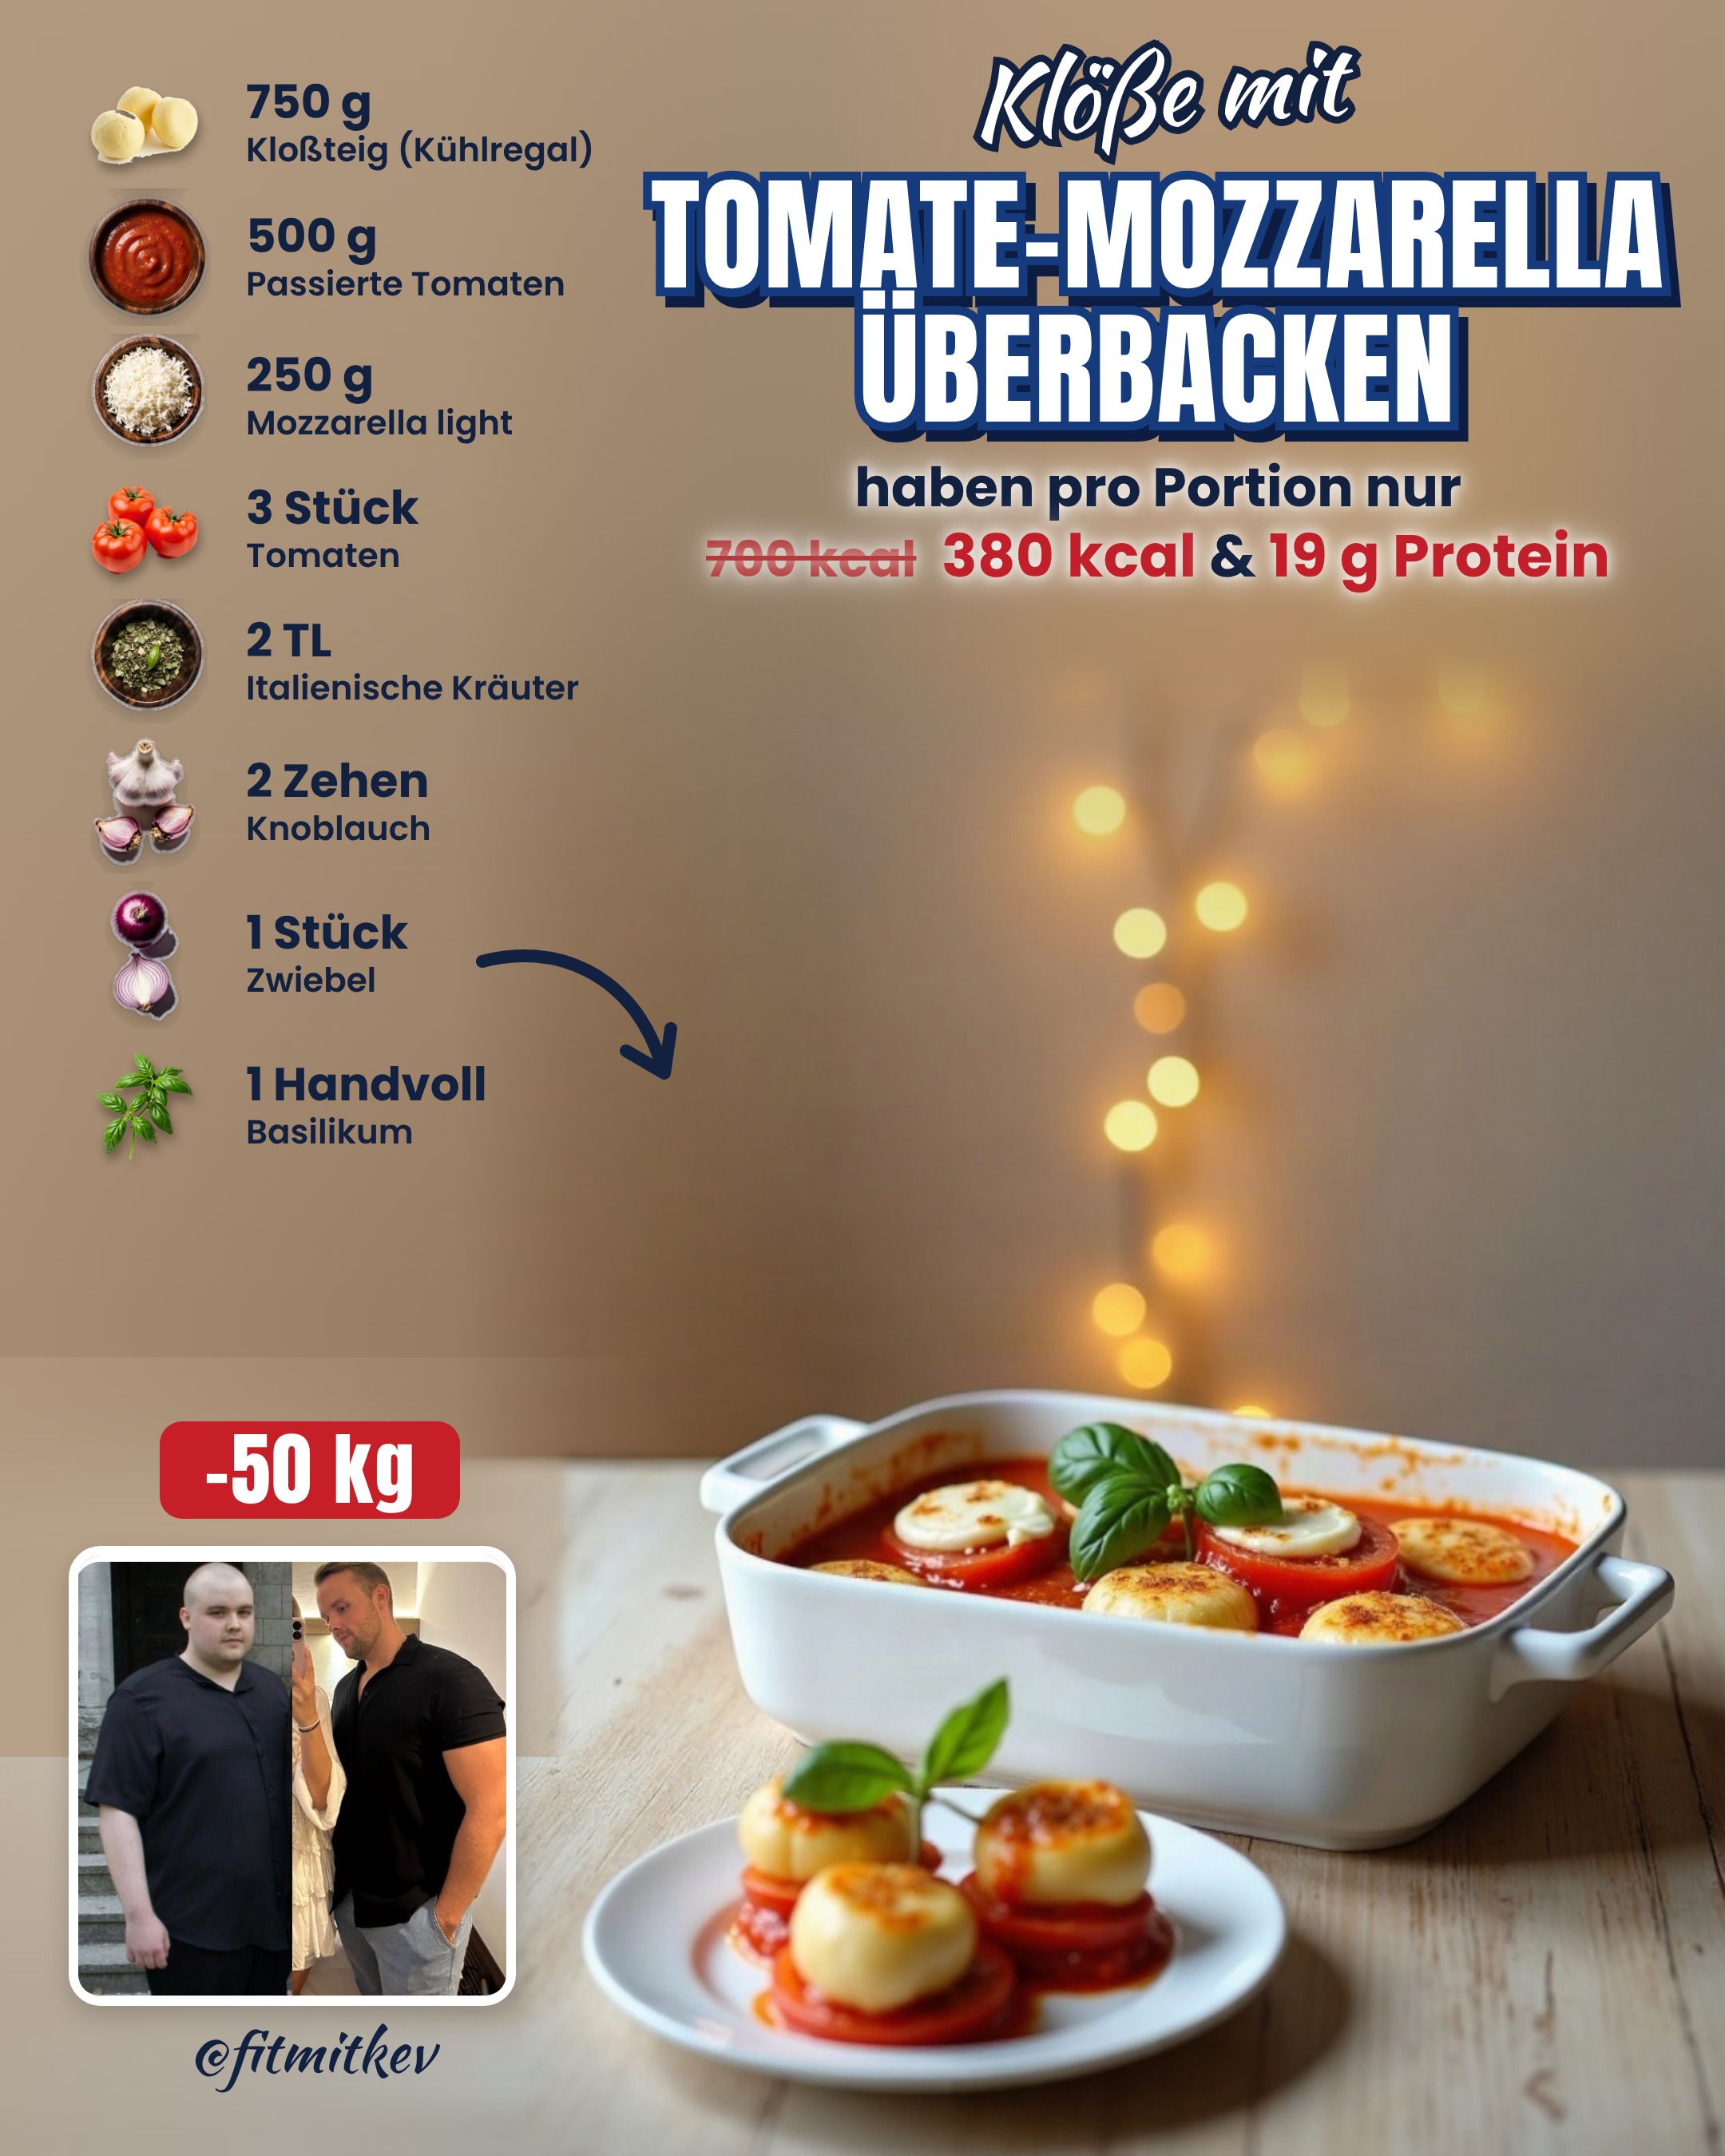 Klöße mit
TOMATE-MOZZARELLA
ÜBERBACKEN
haben pro Portion nur
700 kcal 380 kcal & 19 g Protein
750 g
Kloßteig (Kühlregal)
500 g
Passierte Tomaten
250 g
Mozzarella light
3 Stück
Tomaten
2 TL
Italienische Kräuter
2 Zehen
Knoblauch
1 Stück
Zwiebel
1 Handvoll
Basilikum
-50 kg
@fitmitkev